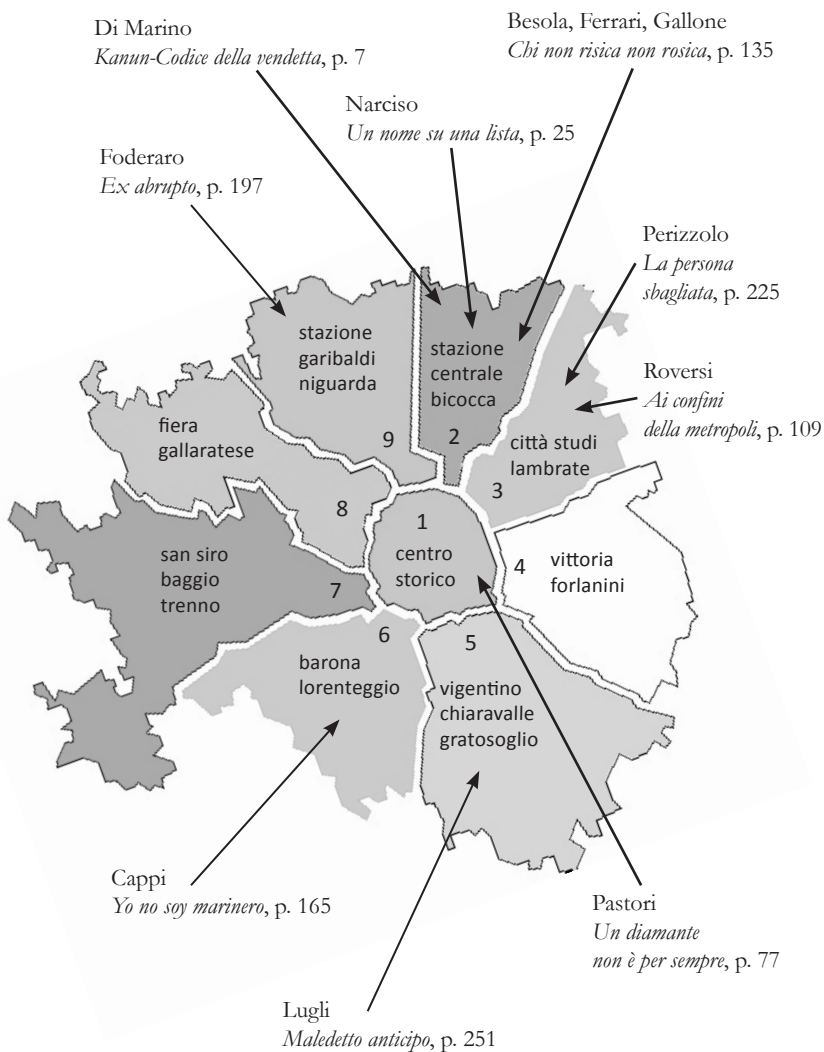 Di Marino
Kanun-Codice della vendetta, p. 7
Besola, Ferrari, Gallone
Chi non risica non rosica, p. 135
Narciso
Un nome su una lista, p. 25
Foderaro
Ex abrupto, p. 197
Perizzolo
La persona
sbagliata, p. 225
Roversi
Ai confini
della metropoli, p. 109
stazione
garibaldi
niguarda
9
stazione
centrale
bicocca
2
città studi
lambrate
3
fiera
gallaratese
8
1
centro
storico
4
vittoria
forlanini
san siro
baggio
trenno
7
6
barona
lorenteggio
5
vigentino
chiaravalle
gratosoglio
Cappi
Yo no soy marinero, p. 165
Pastori
Un diamante
non è per sempre, p. 77
Lugli
Maledetto anticipo, p. 251